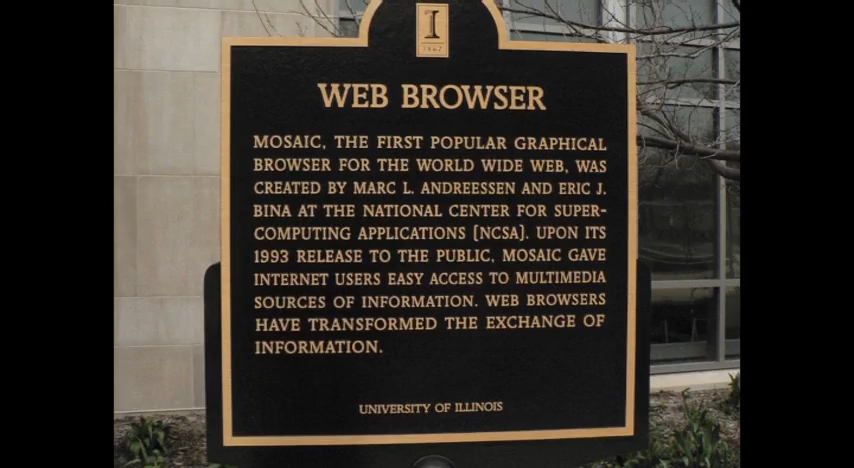 I
1867
WEB BROWSER
MOSAIC, THE FIRST POPULAR GRAPHICAL
BROWSER FOR THE WORLD WIDE WEB, WAS
CREATED BY MARC L. ANDREESSEN AND ERIC J.
BINA AT THE NATIONAL CENTER FOR SUPER-
COMPUTING APPLICATIONS (NCSA). UPON ITS
1993 RELEASE TO THE PUBLIC, MOSAIC GAVE
INTERNET USERS EASY ACCESS TO MULTIMEDIA
SOURCES OF INFORMATION. WEB BROWSERS
HAVE TRANSFORMED THE EXCHANGE OF
INFORMATION.
UNIVERSITY OF ILLINOIS